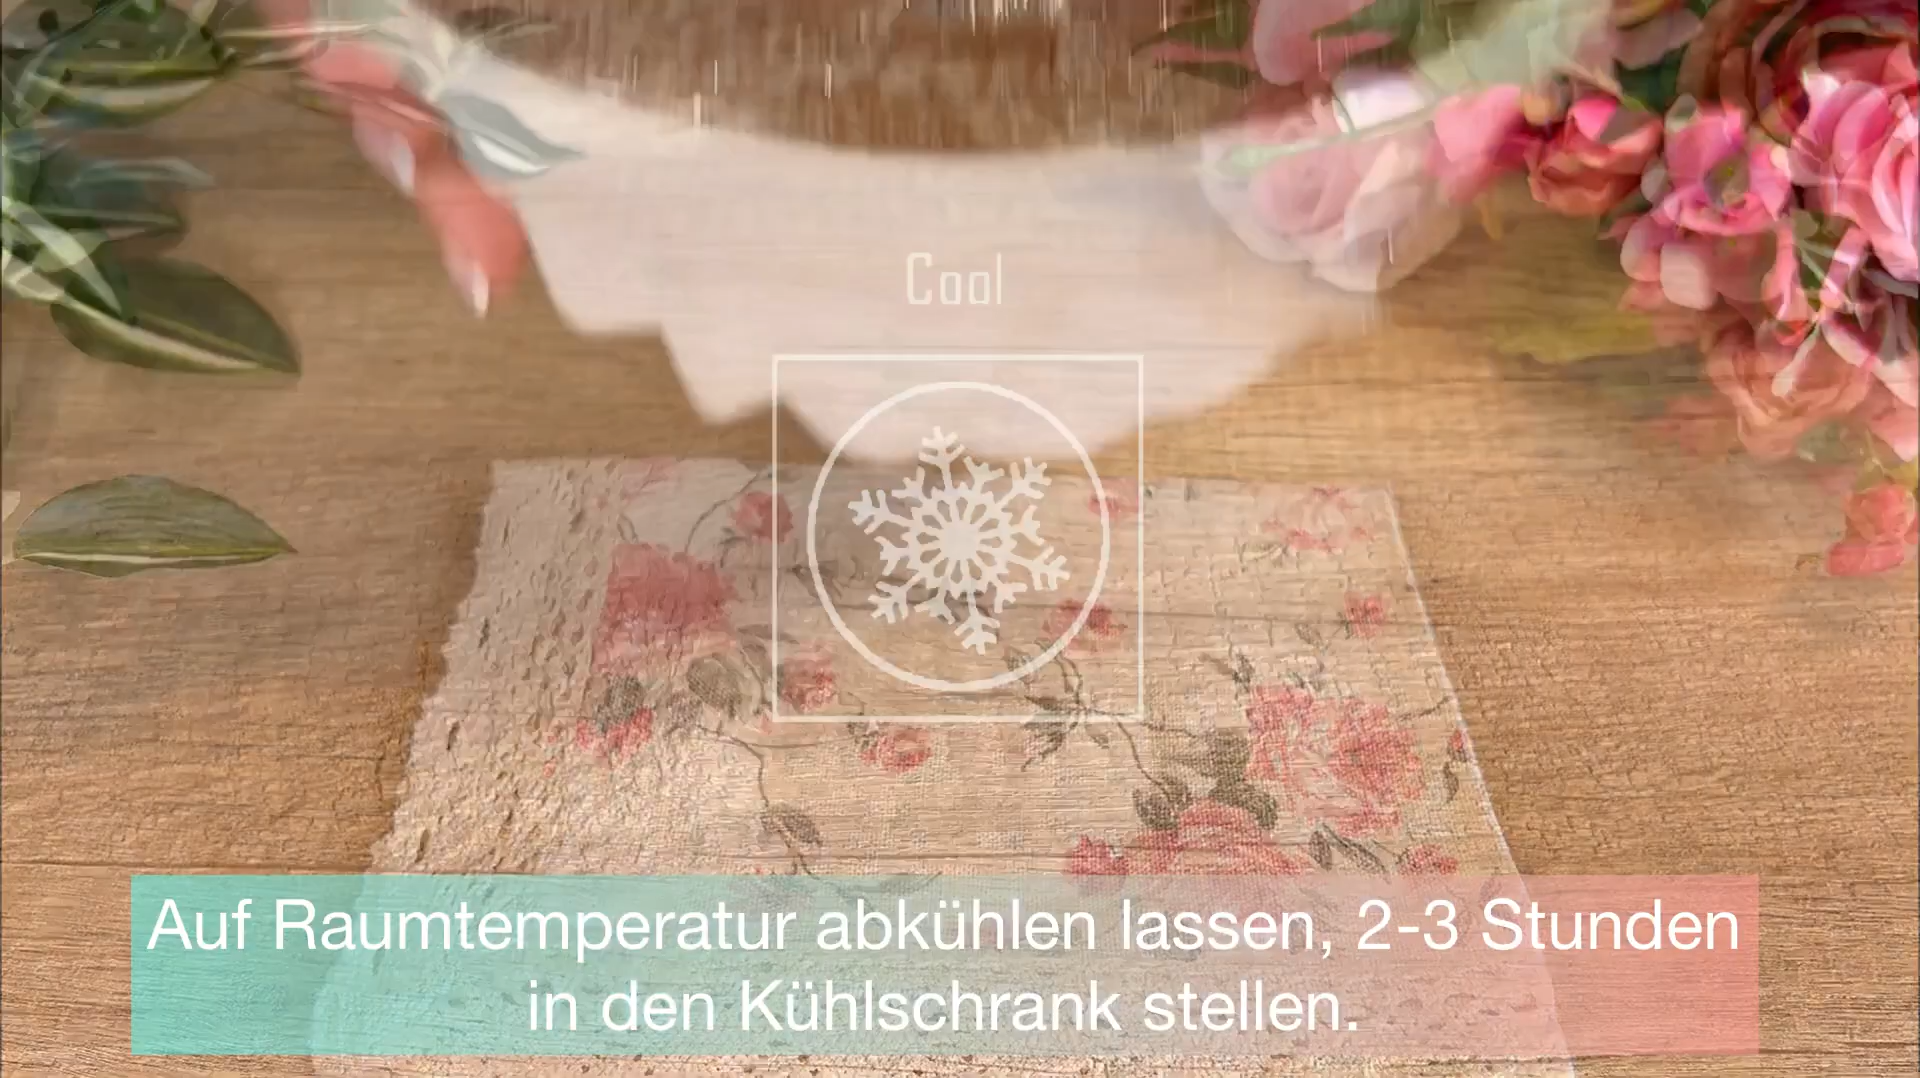 Cool
Auf Raumtemperatur abkühlen lassen, 2-3 Stunden
in den Kühlschrank stellen.